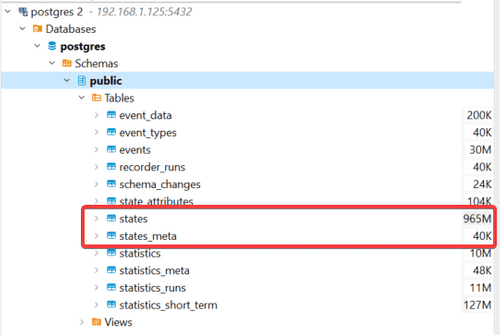 postgres 2 - 192.168.1.125:5432
Databases
postgres
Schemas
public
Tables
event_data 200K
event_types 40K
events 30M
recorder_runs 40K
schema_changes 24K
state_attributes 104K
states 965M
states_meta 40K
statistics 10M
statistics_meta 48K
statistics_runs 11M
statistics_short_term 127M
Views